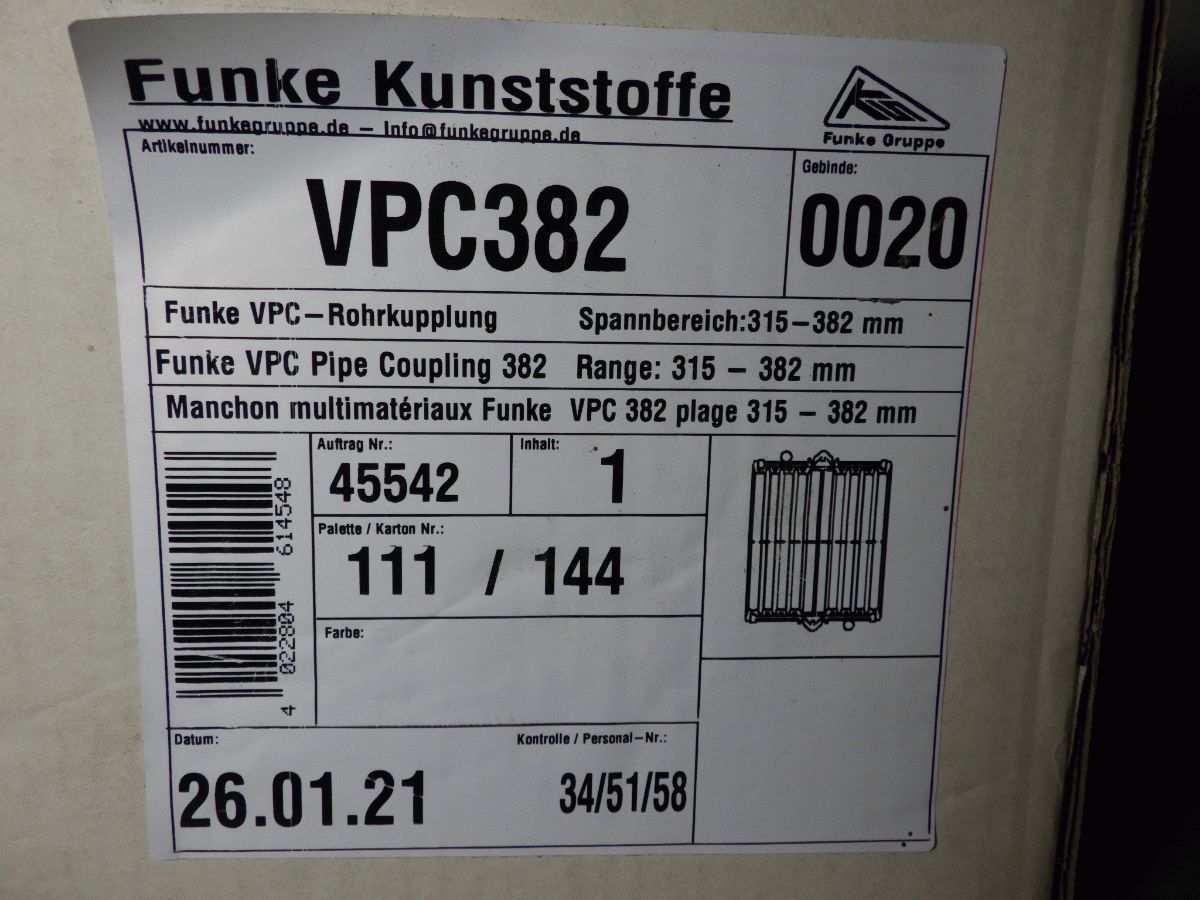 Funke Kunststoffe
www.funkegruppe.de – Info@funkegruppe.de
Funke Gruppe
Artikelnummer:
VPC382
Gebinde:
0020
Funke VPC–Rohrkupplung Spannbereich:315–382 mm
Funke VPC Pipe Coupling 382 Range: 315 – 382 mm
Manchon multimatériaux Funke VPC 382 plage 315 – 382 mm
4 022804 614548
Auftrag Nr.:
45542
Inhalt:
1
Palette / Karton Nr.:
111 / 144
Farbe:
Datum:
26.01.21
Kontrolle / Personal–Nr.:
34/51/58